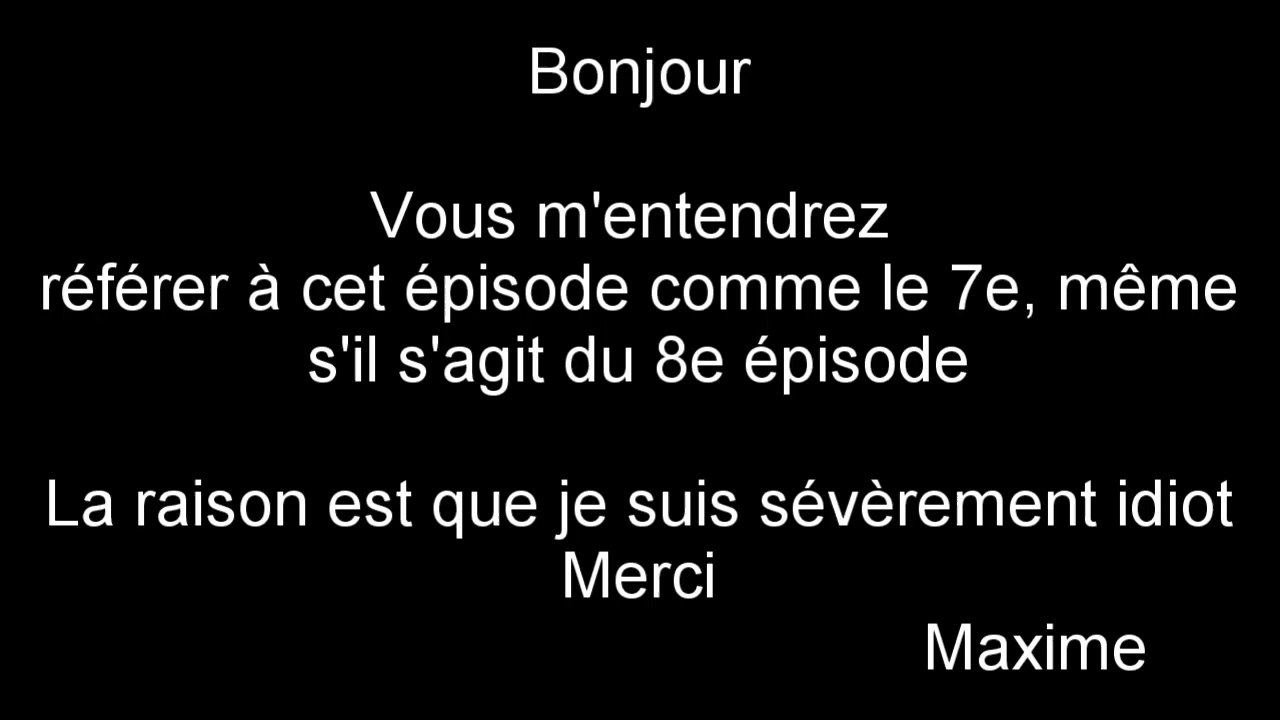 Bonjour
Vous m'entendrez
référer à cet épisode comme le 7e, même
s'il s'agit du 8e épisode
La raison est que je suis sévèrement idiot
Merci
Maxime